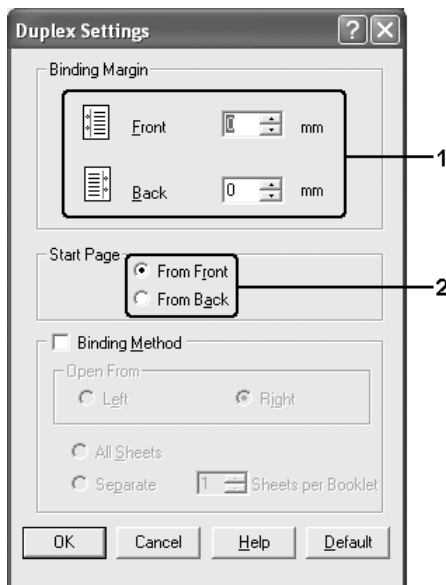 Duplex Settings
Binding Margin
Front 0 mm
1
Back 0 mm
Start Page
From Front
2
From Back
Binding Method
Open From
Left Right
All Sheets
Separate 1 Sheets per Booklet
OK Cancel Help Default